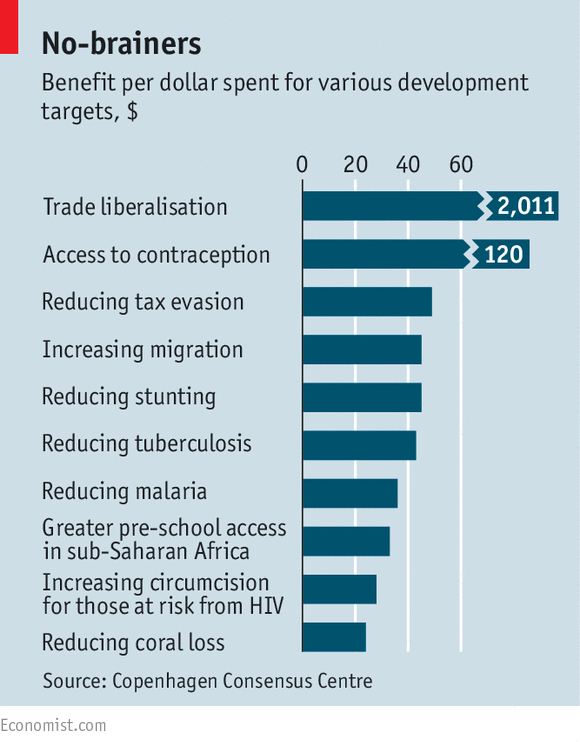 No-brainers
Benefit per dollar spent for various development
targets, $
0 20 40 60
Trade liberalisation 2,011
Access to contraception 120
Reducing tax evasion
Increasing migration
Reducing stunting
Reducing tuberculosis
Reducing malaria
Greater pre-school access
in sub-Saharan Africa
Increasing circumcision
for those at risk from HIV
Reducing coral loss
Source: Copenhagen Consensus Centre
Economist.com